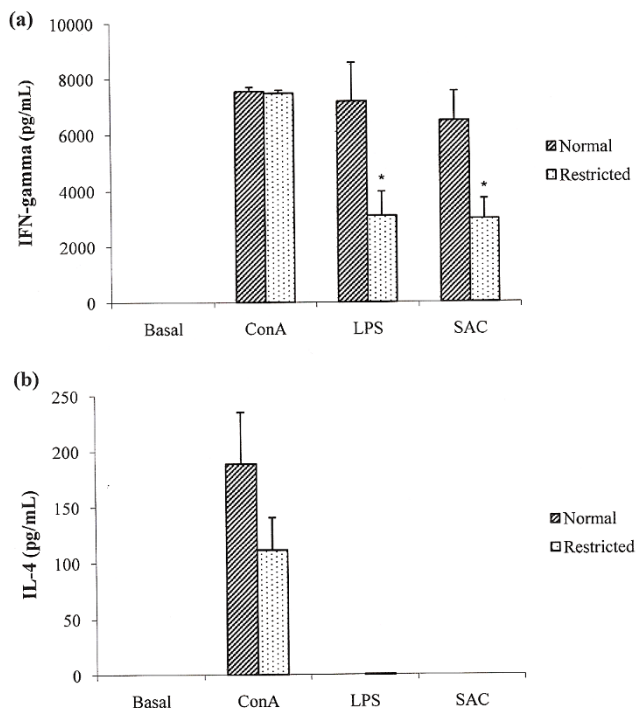 (a)
IFN-gamma (pg/mL)
10000
8000
6000
4000
2000
0
*
*
Basal
ConA
LPS
SAC
Normal
Restricted
(b)
IL-4 (pg/mL)
250
200
150
100
50
0
Basal
ConA
LPS
SAC
Normal
Restricted